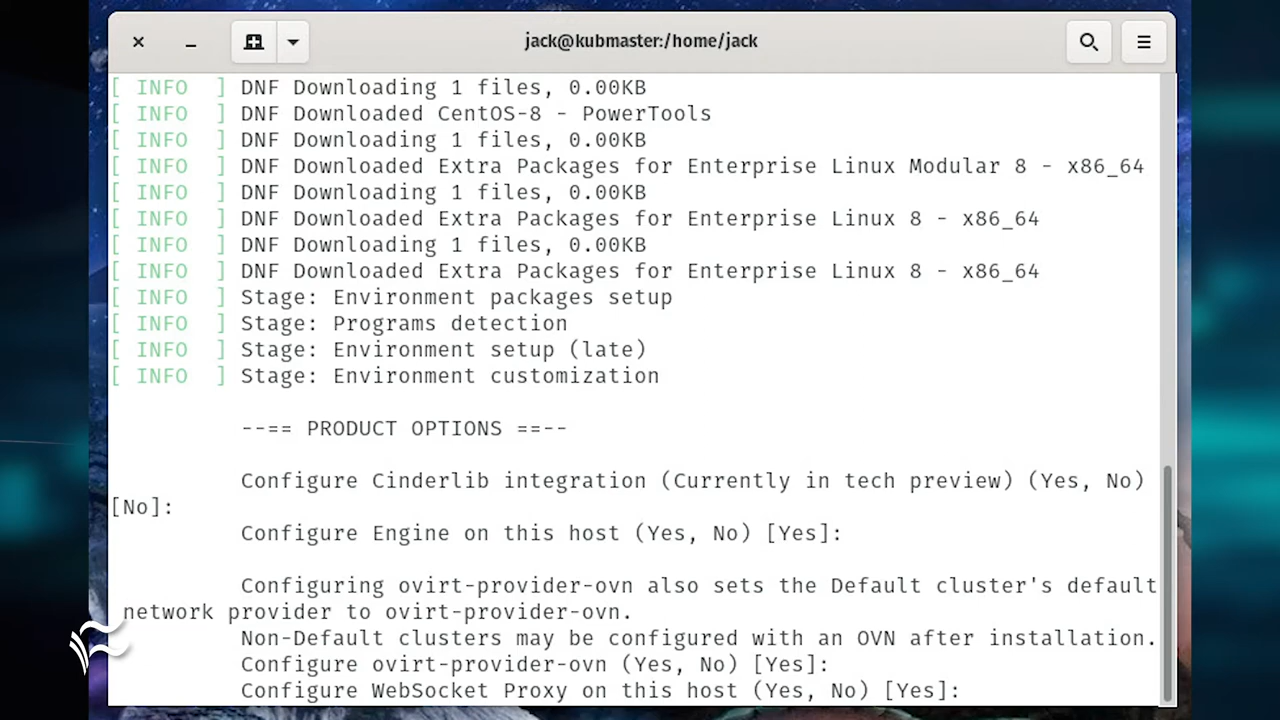 jack@kubmaster:/home/jack
[ INFO  ] DNF Downloading 1 files, 0.00KB
[ INFO  ] DNF Downloaded CentOS-8 - PowerTools
[ INFO  ] DNF Downloading 1 files, 0.00KB
[ INFO  ] DNF Downloaded Extra Packages for Enterprise Linux Modular 8 - x86_64
[ INFO  ] DNF Downloading 1 files, 0.00KB
[ INFO  ] DNF Downloaded Extra Packages for Enterprise Linux 8 - x86_64
[ INFO  ] DNF Downloading 1 files, 0.00KB
[ INFO  ] DNF Downloaded Extra Packages for Enterprise Linux 8 - x86_64
[ INFO  ] Stage: Environment packages setup
[ INFO  ] Stage: Programs detection
[ INFO  ] Stage: Environment setup (late)
[ INFO  ] Stage: Environment customization
--== PRODUCT OPTIONS ==--
Configure Cinderlib integration (Currently in tech preview) (Yes, No)
[No]:
Configure Engine on this host (Yes, No) [Yes]:
Configuring ovirt-provider-ovn also sets the Default cluster's default
network provider to ovirt-provider-ovn.
Non-Default clusters may be configured with an OVN after installation.
Configure ovirt-provider-ovn (Yes, No) [Yes]:
Configure WebSocket Proxy on this host (Yes, No) [Yes]: